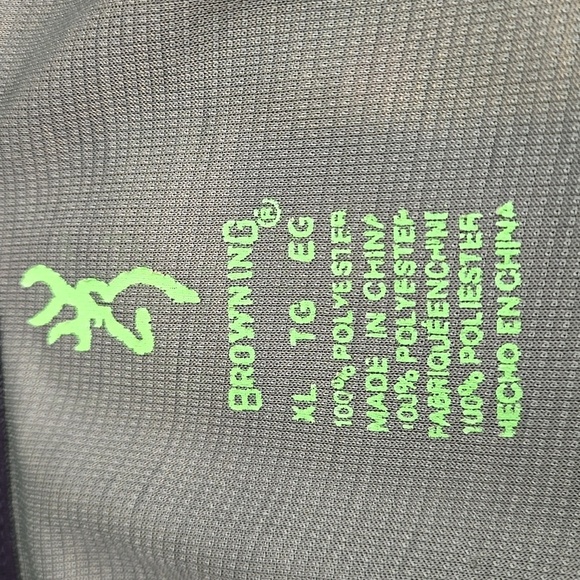 BROWNING®
XL TG EG
100% POLYESTER
MADE IN CHINA
100% POLYESTER
FABRIQUÉ EN CHINE
100% POLIESTER
HECHO EN CHINA